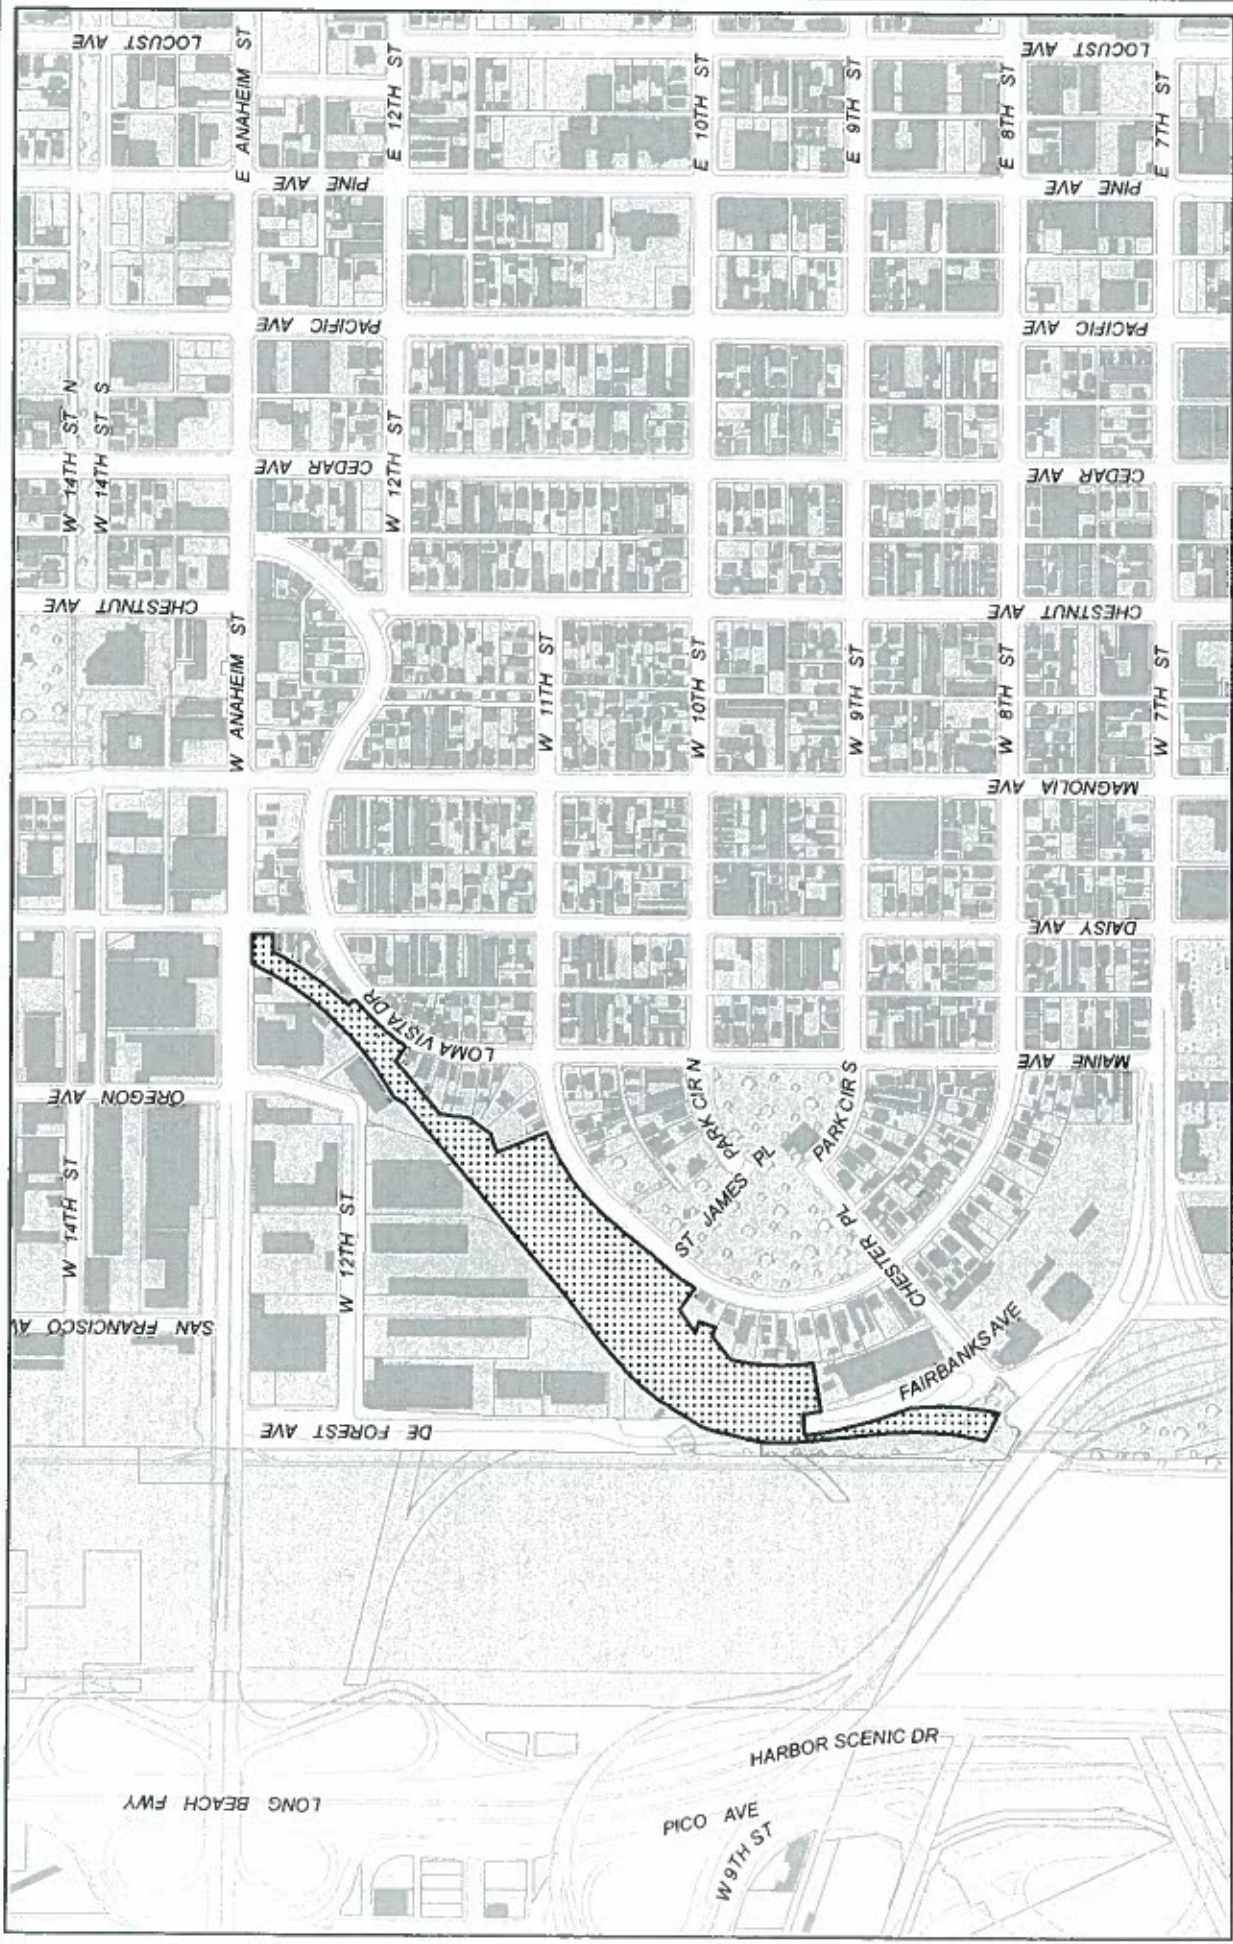 LOCUST AVE
E ANAHEIM ST
E 12TH ST
E 10TH ST
E 9TH ST
E 8TH ST
LOCUST AVE
E 7TH ST
PINE AVE
PINE AVE
PACIFIC AVE
PACIFIC AVE
W 14TH ST N
W 14TH ST S
CEDAR AVE
W 12TH ST
CEDAR AVE
CHESTNUT AVE
CHESTNUT AVE
W ANAHEIM ST
W 11TH ST
W 10TH ST
W 9TH ST
W 8TH ST
W 7TH ST
MAGNOLIA AVE
DAISY AVE
LOMA VISTA DR
OREGON AVE
MAINE AVE
PARK CIR N
PARK CIR S
W 14TH ST
W 12TH ST
ST JAMES PL
CHESTER PL
SAN FRANCISCO AV
FAIRBANKS AVE
DE FOREST AVE
HARBOR SCENIC DR
LONG BEACH FWY
PICO AVE
W 9TH ST